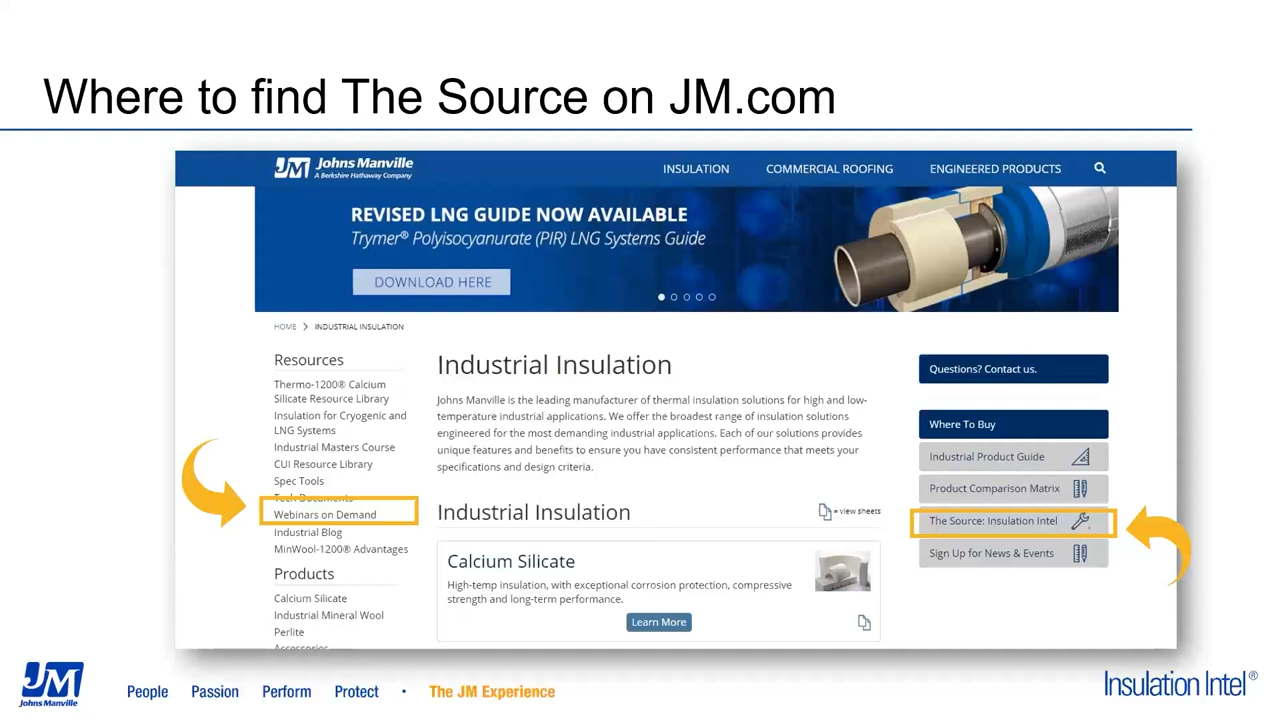 Where to find The Source on JM.com
JM Johns Manville
A Berkshire Hathaway Company
INSULATION
COMMERCIAL ROOFING
ENGINEERED PRODUCTS
REVISED LNG GUIDE NOW AVAILABLE
Trymer® Polyisocyanurate (PIR) LNG Systems Guide
DOWNLOAD HERE
HOME > INDUSTRIAL INSULATION
Resources
Thermo-1200® Calcium
Silicate Resource Library
Insulation for Cryogenic and
LNG Systems
Industrial Masters Course
CUI Resource Library
Spec Tools
Tech Documents
Webinars on Demand
Industrial Blog
MinWool-1200® Advantages
Products
Calcium Silicate
Industrial Mineral Wool
Perlite
Accessories
Industrial Insulation
Johns Manville is the leading manufacturer of thermal insulation solutions for high and low-
temperature industrial applications. We offer the broadest range of insulation solutions
engineered for the most demanding industrial applications. Each of our solutions provides
unique features and benefits to ensure you have consistent performance that meets your
specifications and design criteria.
Industrial Insulation
= view sheets
Calcium Silicate
High-temp insulation, with exceptional corrosion protection, compressive
strength and long-term performance.
Learn More
Questions? Contact us.
Where To Buy
Industrial Product Guide
Product Comparison Matrix
The Source: Insulation Intel
Sign Up for News & Events
JM
Johns Manville
People Passion Perform Protect • The JM Experience
Insulation Intel®